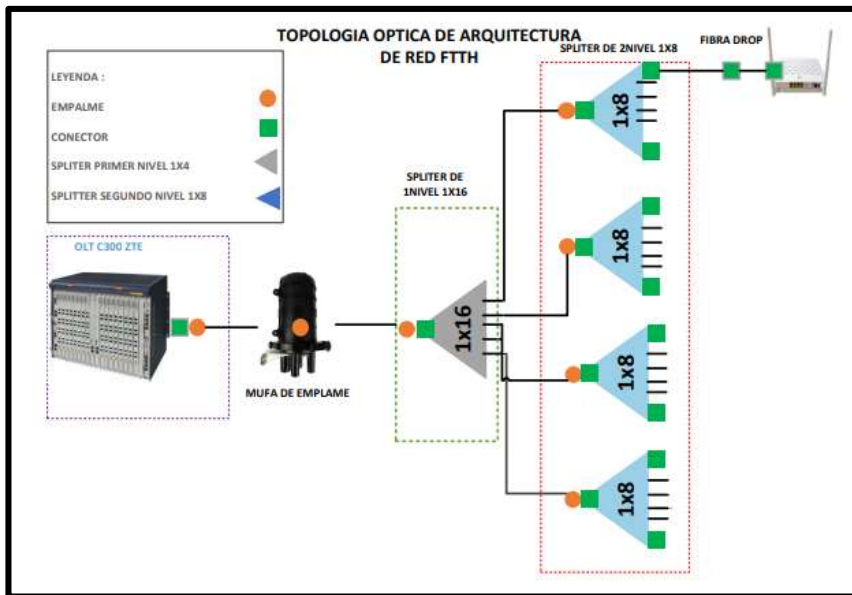 TOPOLOGIA OPTICA DE ARQUITECTURA
DE RED FTTH
LEYENDA :
EMPALME
CONECTOR
SPLITER PRIMER NIVEL 1X4
SPLITTER SEGUNDO NIVEL 1X8
OLT C300 ZTE
MUFA DE EMPLAME
SPLITER DE
1NIVEL 1X16
1x16
SPLITER DE 2NIVEL 1X8
1x8
1x8
1x8
1x8
FIBRA DROP